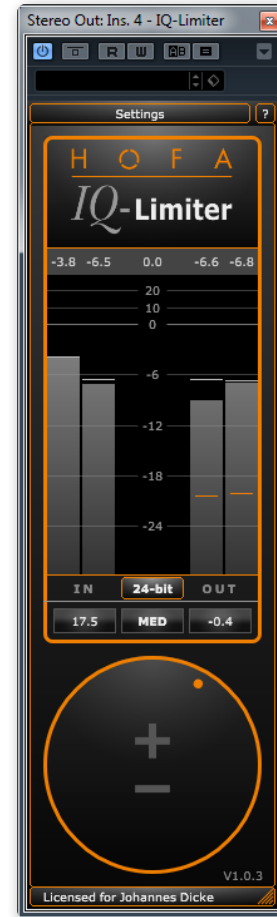 Stereo Out: Ins. 4 - IQ-Limiter
R W AB
Settings ?
HOFA
IQ-Limiter
-3.8 -6.5 0.0 -6.6 -6.8
20
10
0
-6
-12
-18
-24
IN 24-bit OUT
17.5 MED -0.4
+
−
V1.0.3
Licensed for Johannes Dicke